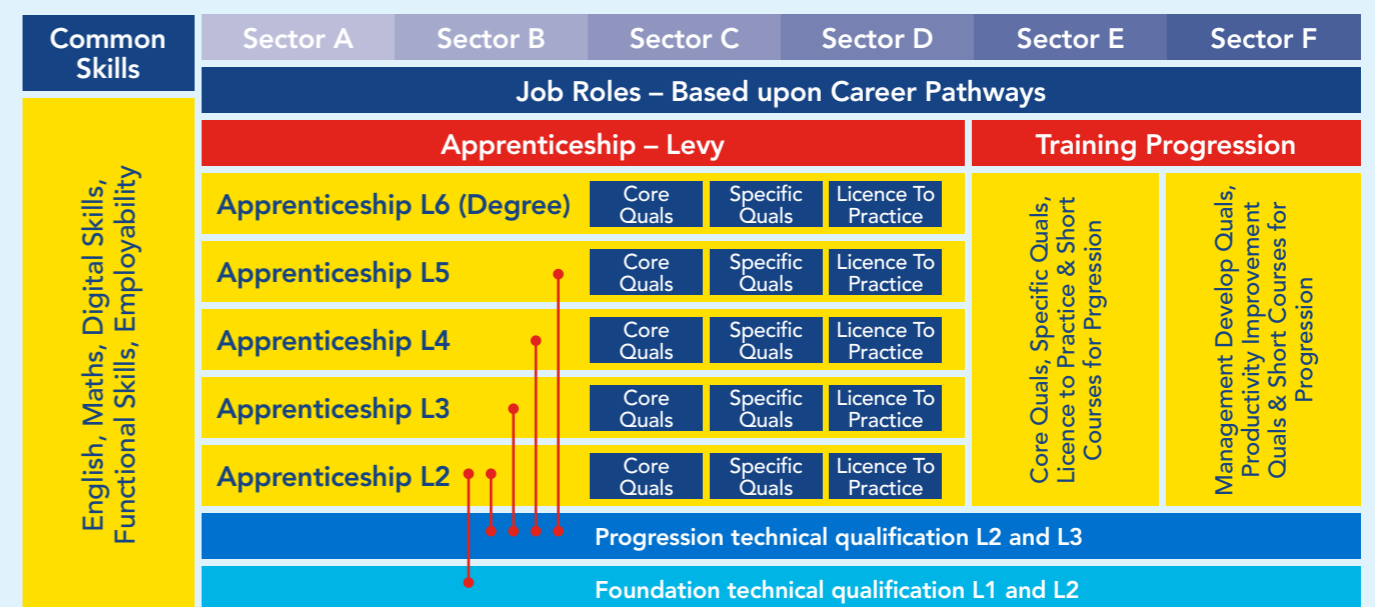 Common
Skills
Sector A
Sector B
Sector C
Sector D
Sector E
Sector F
Job Roles – Based upon Career Pathways
English, Maths, Digital Skills,
Functional Skills, Employability
Apprenticeship – Levy
Training Progression
Apprenticeship L6 (Degree)
Core
Quals
Specific
Quals
Licence To
Practice
Apprenticeship L5
Core
Quals
Specific
Quals
Licence To
Practice
Apprenticeship L4
Core
Quals
Specific
Quals
Licence To
Practice
Apprenticeship L3
Core
Quals
Specific
Quals
Licence To
Practice
Apprenticeship L2
Core
Quals
Specific
Quals
Licence To
Practice
Core Quals, Specific Quals,
Licence to Practice & Short
Courses for Prgression
Management Develop Quals,
Productivity Improvement
Quals & Short Courses for
Progression
Progression technical qualification L2 and L3
Foundation technical qualification L1 and L2